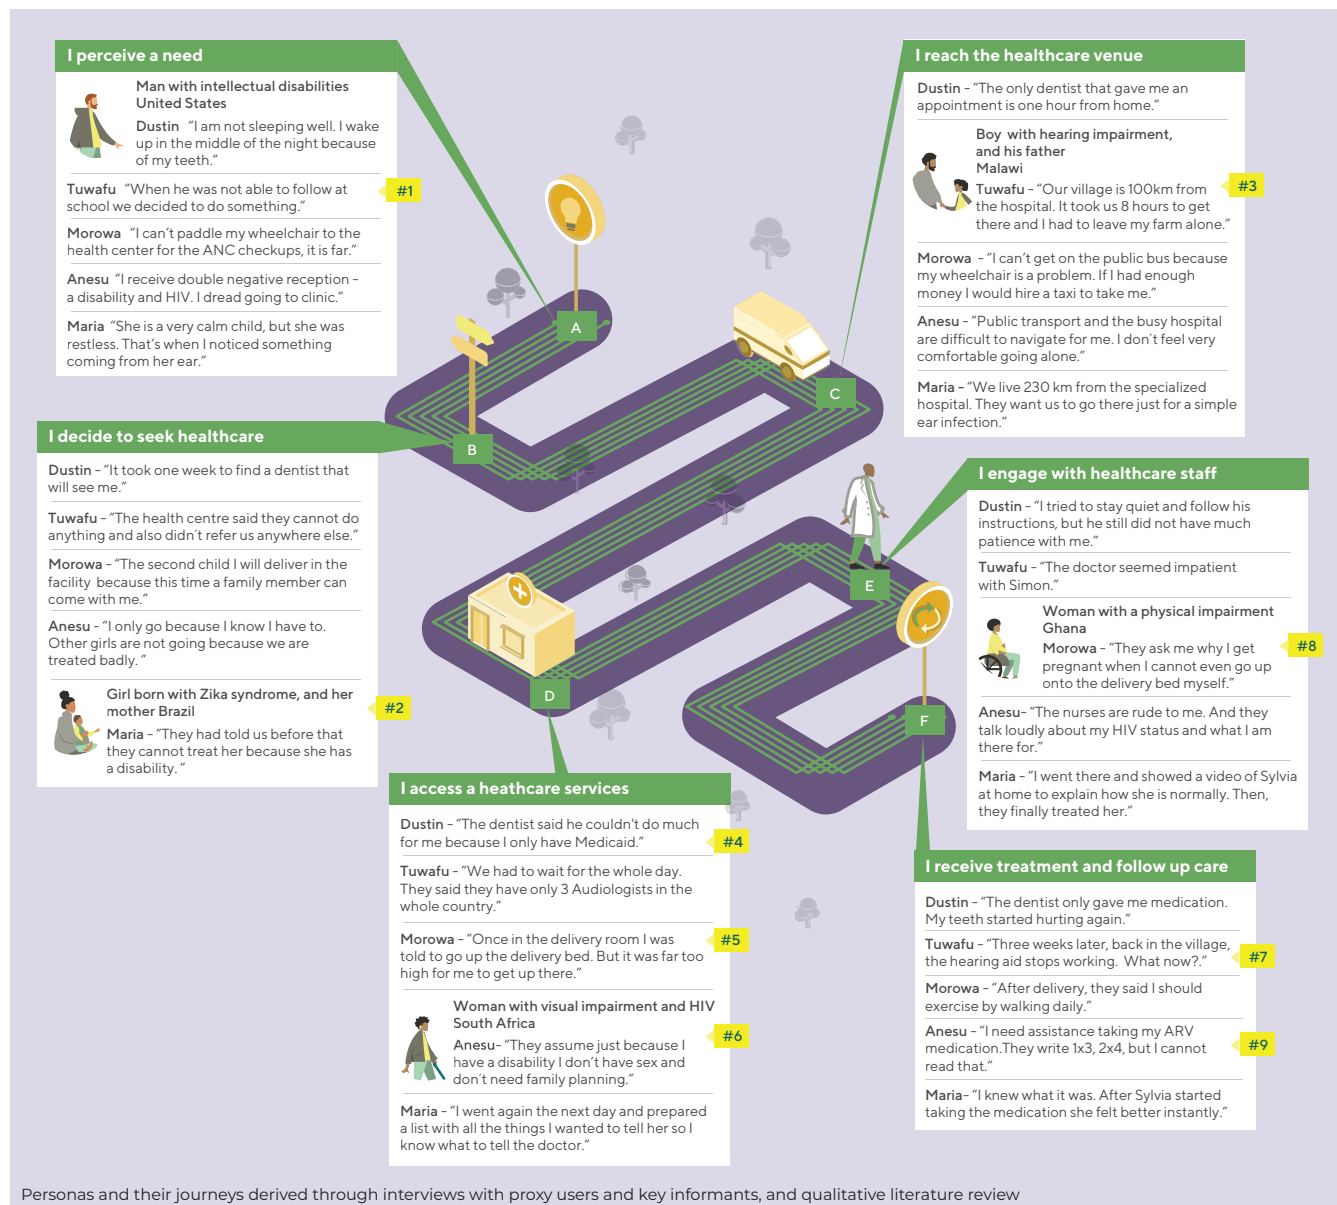 I perceive a need
Man with intellectual disabilities
United States
Dustin "I am not sleeping well. I wake
up in the middle of the night because
of my teeth."
Tuwafu "When he was not able to follow at
school we decided to do something."
#1
Morowa "I can't paddle my wheelchair to the
health center for the ANC checkups, it is far."
Anesu "I receive double negative reception –
a disability and HIV. I dread going to clinic."
Maria "She is a very calm child, but she was
restless. That's when I noticed something
coming from her ear."
I decide to seek healthcare
Dustin – "It took one week to find a dentist that
will see me."
Tuwafu – "The health centre said they cannot do
anything and also didn´t refer us anywhere else."
Morowa – "The second child I will deliver in the
facility because this time a family member can
come with me."
Anesu – "I only go because I know I have to.
Other girls are not going because we are
treated badly. "
Girl born with Zika syndrome, and her
mother Brazil
#2
Maria – "They had told us before that
they cannot treat her because she has
a disability. "
A
B
C
D
E
F
I reach the healthcare venue
Dustin – "The only dentist that gave me an
appointment is one hour from home."
Boy with hearing impairment,
and his father
Malawi
#3
Tuwafu – "Our village is 100km from
the hospital. It took us 8 hours to get
there and I had to leave my farm alone."
Morowa – "I can't get on the public bus because
my wheelchair is a problem. If I had enough
money I would hire a taxi to take me."
Anesu – "Public transport and the busy hospital
are difficult to navigate for me. I don´t feel very
comfortable going alone."
Maria – "We live 230 km from the specialized
hospital. They want us to go there just for a simple
ear infection."
I access a heathcare services
Dustin – "The dentist said he couldn't do much
for me because I only have Medicaid."
#4
Tuwafu – "We had to wait for the whole day.
They said they have only 3 Audiologists in the
whole country."
Morowa – "Once in the delivery room I was
told to go up the delivery bed. But it was far too
high for me to get up there."
#5
Woman with visual impairment and HIV
South Africa
#6
Anesu– "They assume just because I
have a disability I don´t have sex and
don´t need family planning."
Maria – "I went again the next day and prepared
a list with all the things I wanted to tell her so I
know what to tell the doctor."
I engage with healthcare staff
Dustin – "I tried to stay quiet and follow his
instructions, but he still did not have much
patience with me."
Tuwafu – "The doctor seemed impatient
with Simon."
Woman with a physical impairment
Ghana
#8
Morowa – "They ask me why I get
pregnant when I cannot even go up
onto the delivery bed myself."
Anesu– "The nurses are rude to me. And they
talk loudly about my HIV status and what I am
there for."
Maria – "I went there and showed a video of Sylvia
at home to explain how she is normally. Then,
they finally treated her."
I receive treatment and follow up care
Dustin – "The dentist only gave me medication.
My teeth started hurting again."
Tuwafu – "Three weeks later, back in the village,
the hearing aid stops working. What now?."
#7
Morowa – "After delivery, they said I should
exercise by walking daily."
Anesu – "I need assistance taking my ARV
medication.They write 1x3, 2x4, but I cannot
read that."
#9
Maria– "I knew what it was. After Sylvia started
taking the medication she felt better instantly."
Personas and their journeys derived through interviews with proxy users and key informants, and qualitative literature review